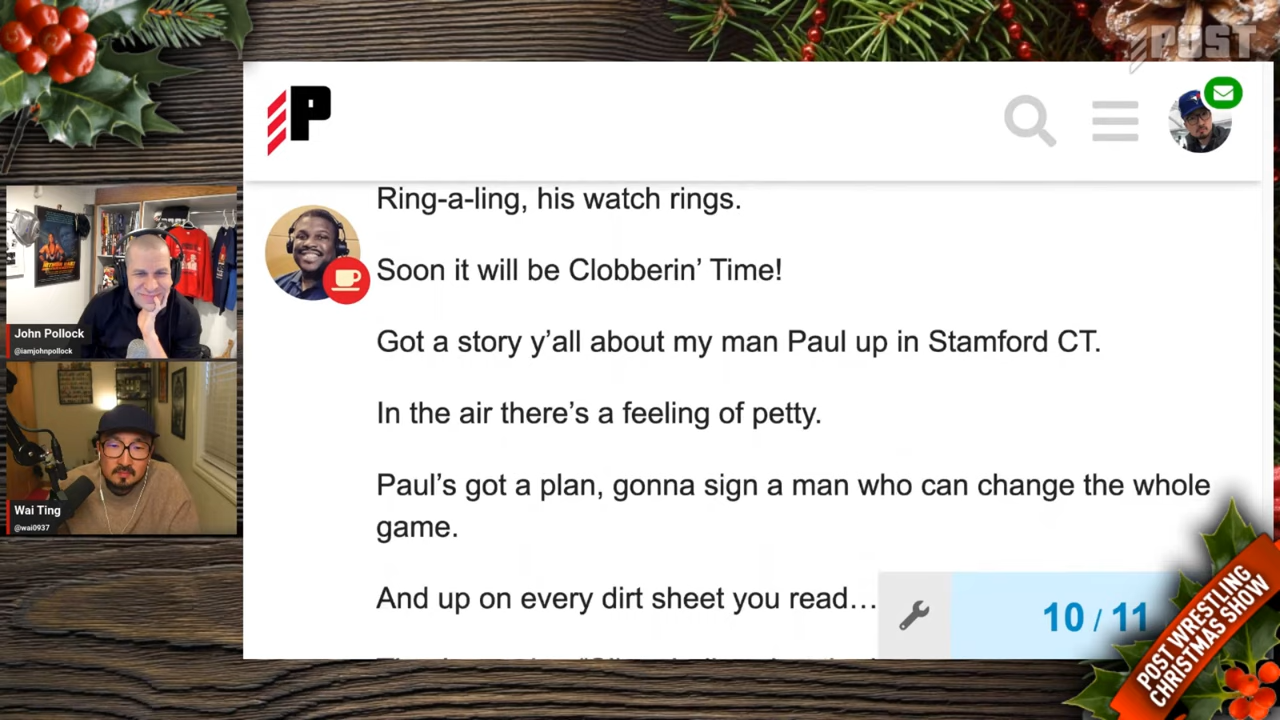 POST
P
Ring-a-ling, his watch rings.
Soon it will be Clobberin’ Time!
Got a story y’all about my man Paul up in Stamford CT.
In the air there’s a feeling of petty.
Paul’s got a plan, gonna sign a man who can change the whole
game.
And up on every dirt sheet you read…
10 / 11
John Pollock
@iamjohnpollock
Wai Ting
@wai0937
POST WRESTLING
CHRISTMAS SHOW